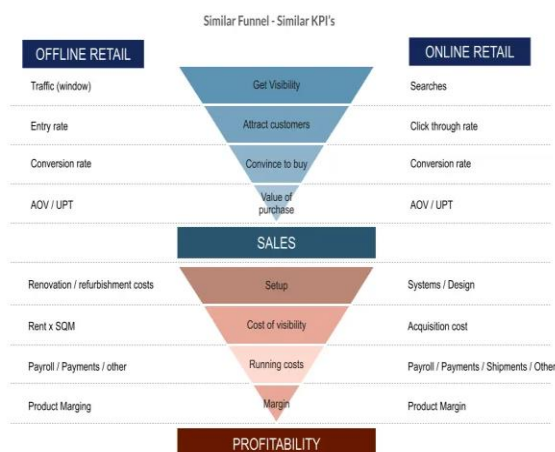 Similar Funnel - Similar KPI's
OFFLINE RETAIL
ONLINE RETAIL
Traffic (window)
Get Visibility
Searches
Entry rate
Attract customers
Click through rate
Conversion rate
Convince to buy
Conversion rate
AOV / UPT
Value of
purchase
AOV / UPT
SALES
Renovation / refurbishment costs
Setup
Systems / Design
Rent x SQM
Cost of visibility
Acquisition cost
Payroll / Payments / other
Running costs
Payroll / Payments / Shipments / Other
Product Marging
Margin
Product Margin
PROFITABILITY